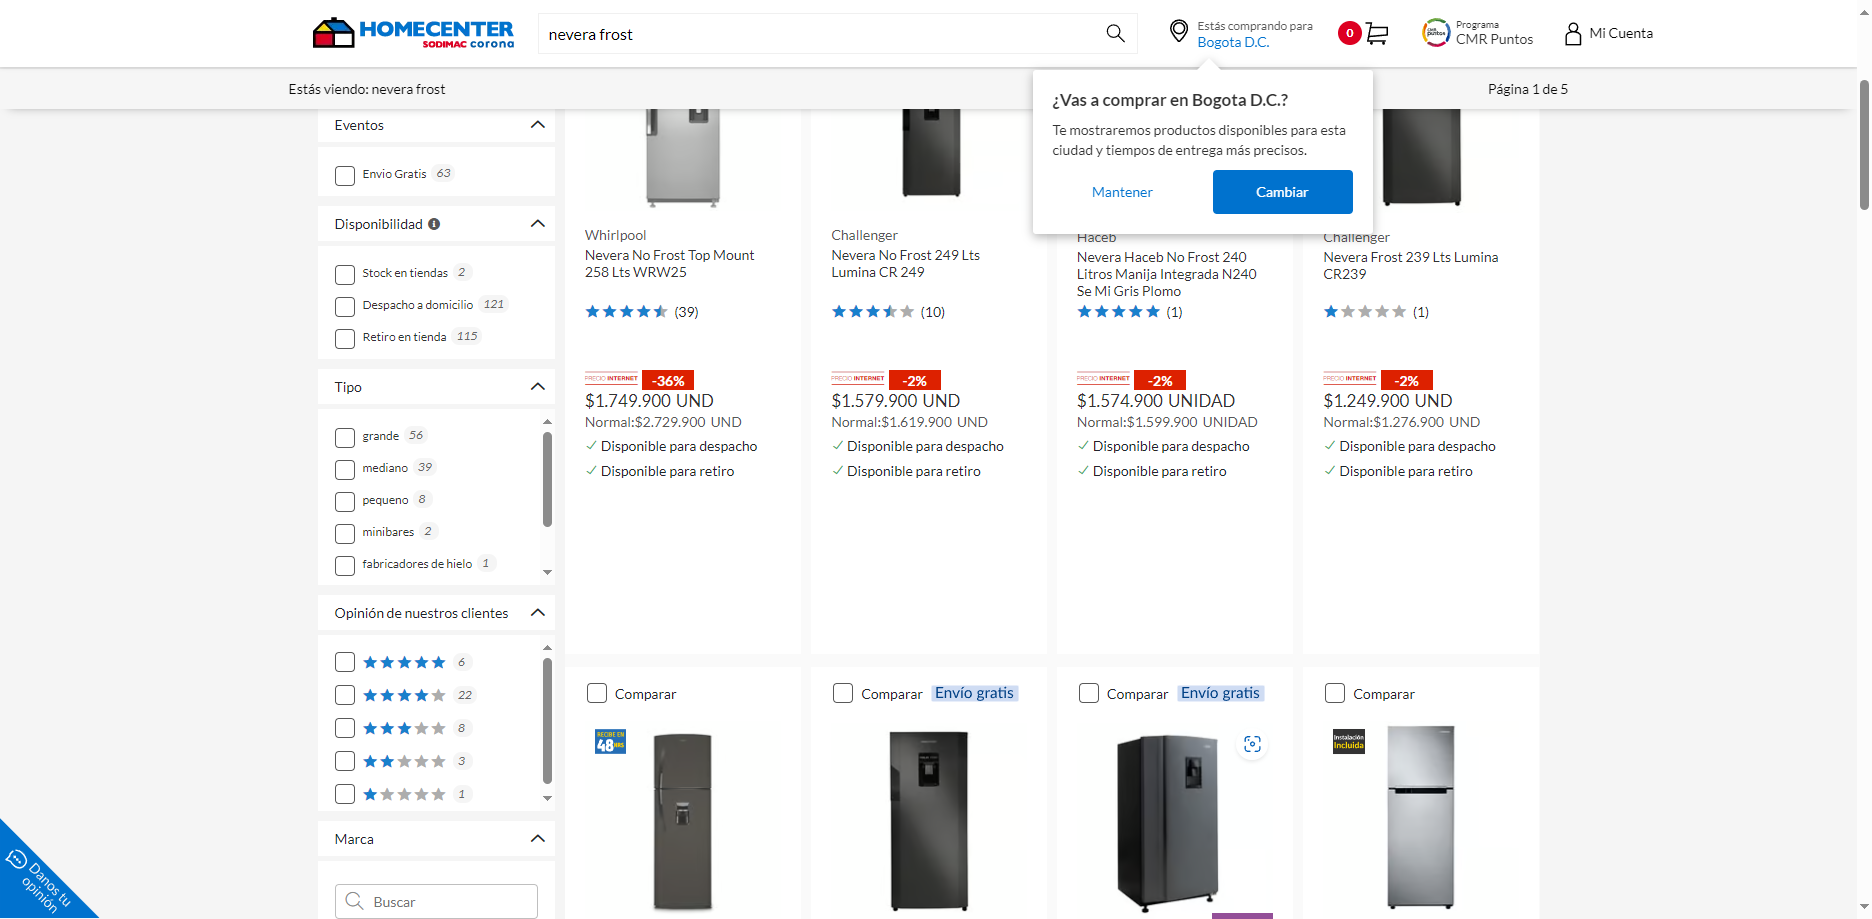 HOMECENTER
SODIMAC corona
nevera frost
Estás comprando para
Bogota D.C.
0
Programa
CMR Puntos
Mi Cuenta
Estás viendo: nevera frost
Página 1 de 5
¿Vas a comprar en Bogota D.C.?
Te mostraremos productos disponibles para esta
ciudad y tiempos de entrega más precisos.
Mantener
Cambiar
Eventos
Envio Gratis 63
Disponibilidad
Stock en tiendas 2
Despacho a domicilio 121
Retiro en tienda 115
Tipo
grande 56
mediano 39
pequeno 8
minibares 2
fabricadores de hielo 1
Opinión de nuestros clientes
6
22
8
3
1
Marca
Buscar
Danos tu
opinión
Whirlpool
Nevera No Frost Top Mount
258 Lts WRW25
(39)
PRECIO INTERNET -36%
$1.749.900 UND
Normal:$2.729.900 UND
Disponible para despacho
Disponible para retiro
Challenger
Nevera No Frost 249 Lts
Lumina CR 249
(10)
PRECIO INTERNET -2%
$1.579.900 UND
Normal:$1.619.900 UND
Disponible para despacho
Disponible para retiro
Haceb
Nevera Haceb No Frost 240
Litros Manija Integrada N240
Se Mi Gris Plomo
(1)
PRECIO INTERNET -2%
$1.574.900 UNIDAD
Normal:$1.599.900 UNIDAD
Disponible para despacho
Disponible para retiro
Challenger
Nevera Frost 239 Lts Lumina
CR239
(1)
PRECIO INTERNET -2%
$1.249.900 UND
Normal:$1.276.900 UND
Disponible para despacho
Disponible para retiro
Comparar
RECIBE EN
48HRS
Comparar Envío gratis
Comparar Envío gratis
Comparar
Instalación
Incluida